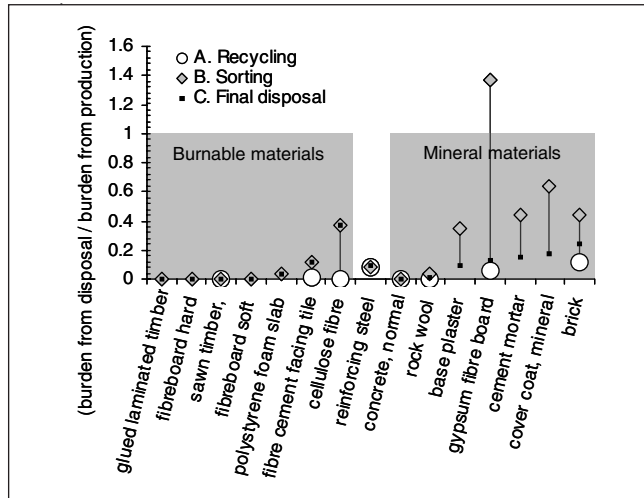 (burden from disposal / burden from production)
1.6
1.4
1.2
1
0.8
0.6
0.4
0.2
0
A. Recycling
B. Sorting
C. Final disposal
Burnable materials
Mineral materials
glued laminated timber
fibreboard hard
sawn timber,
fibreboard soft
polystyrene foam slab
fibre cement facing tile
cellulose fibre
reinforcing steel
concrete, normal
rock wool
base plaster
gypsum fibre board
cement mortar
cover coat, mineral
brick